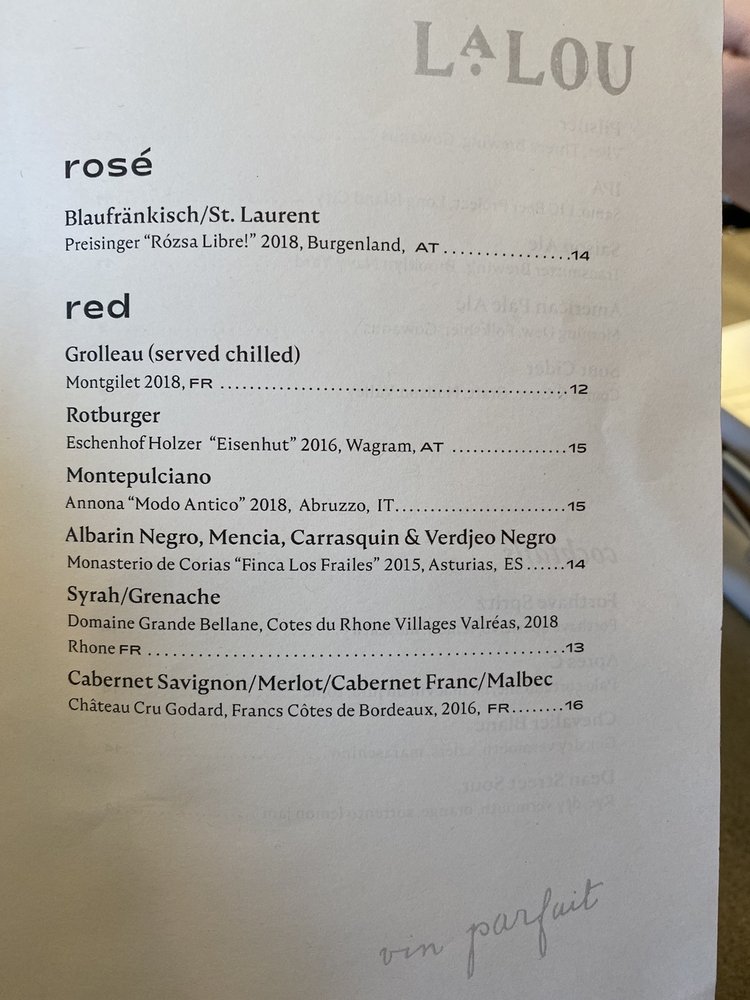 LALOU
rosé
Blaufränkisch/St. Laurent
Preisinger “Rózsa Libre!” 2018, Burgenland, AT................14
red
Grolleau (served chilled)
Montgilet 2018, FR ................................................12
Rotburger
Eschenhof Holzer “Eisenhut” 2016, Wagram, AT ................15
Montepulciano
Annona “Modo Antico” 2018, Abruzzo, IT.......................15
Albarin Negro, Mencia, Carrasquin & Verdjeo Negro
Monasterio de Corias “Finca Los Frailes” 2015, Asturias, ES......14
Syrah/Grenache
Domaine Grande Bellane, Cotes du Rhone Villages Valréas, 2018
Rhone FR .......................................................13
Cabernet Savignon/Merlot/Cabernet Franc/Malbec
Château Cru Godard, Francs Côtes de Bordeaux, 2016, FR........16
vin parfait